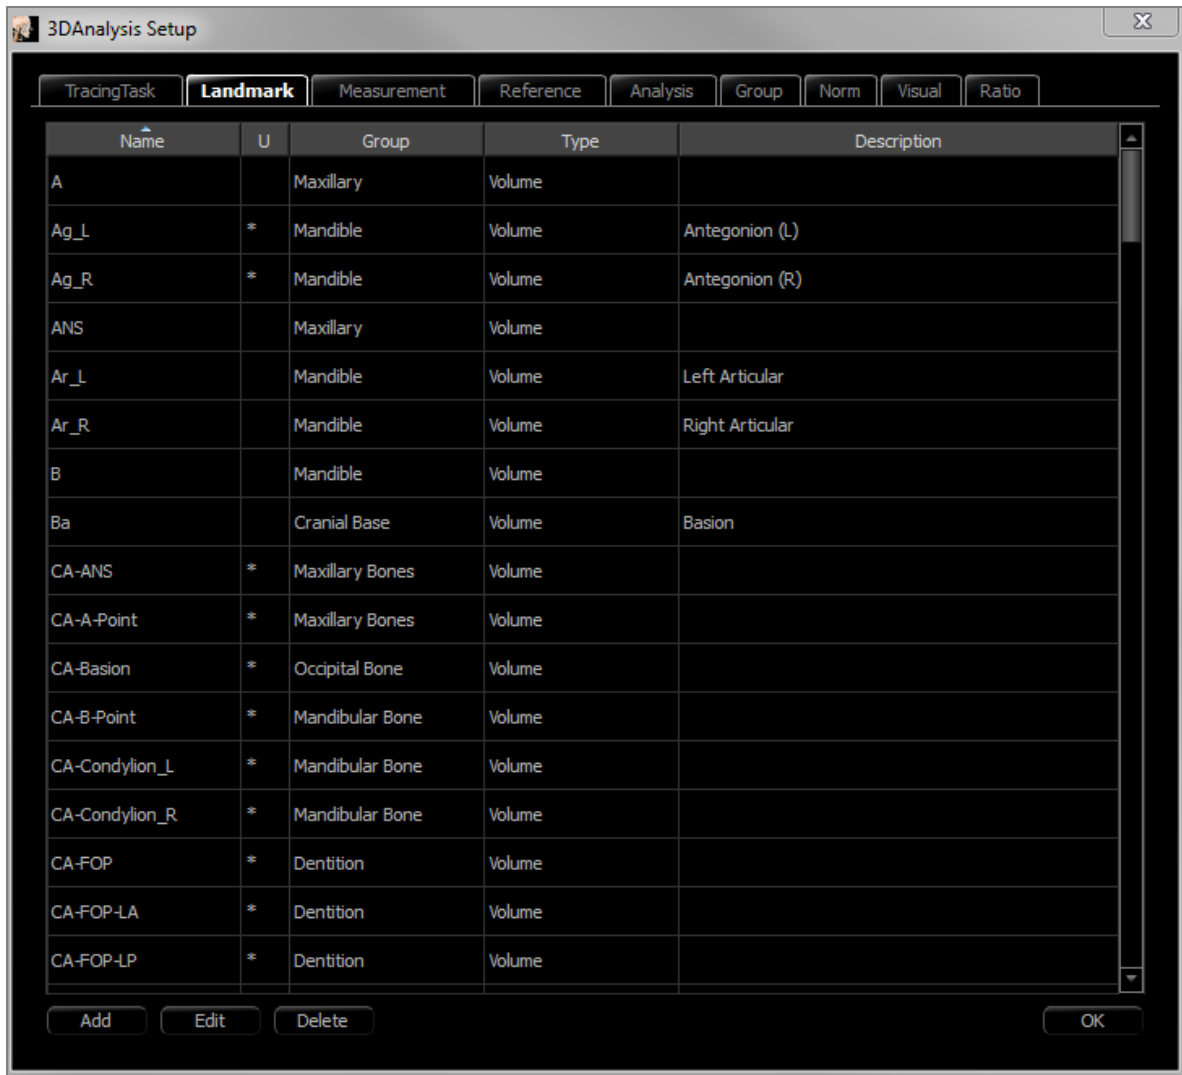 3DAnalysis Setup
TracingTask Landmark Measurement Reference Analysis Group Norm Visual Ratio
Name U Group Type Description
A Maxillary Volume
Ag_L * Mandible Volume Antegonion (L)
Ag_R * Mandible Volume Antegonion (R)
ANS Maxillary Volume
Ar_L Mandible Volume Left Articular
Ar_R Mandible Volume Right Articular
B Mandible Volume
Ba Cranial Base Volume Basion
CA-ANS * Maxillary Bones Volume
CA-A-Point * Maxillary Bones Volume
CA-Basion * Occipital Bone Volume
CA-B-Point * Mandibular Bone Volume
CA-Condylion_L * Mandibular Bone Volume
CA-Condylion_R * Mandibular Bone Volume
CA-FOP * Dentition Volume
CA-FOP-LA * Dentition Volume
CA-FOP-LP * Dentition Volume
Add Edit Delete OK